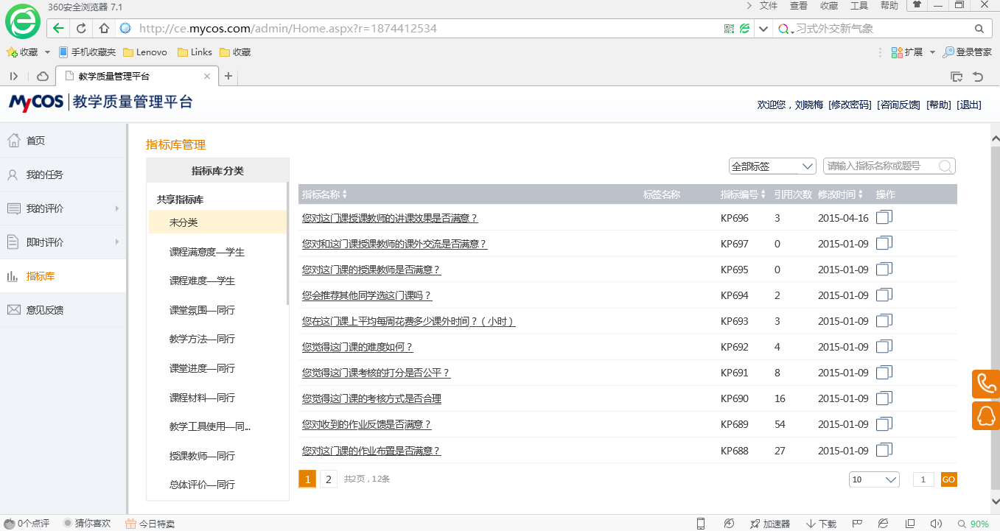 360安全浏览器 7.1
文件 查看 收藏 工具 帮助
http://ce.mycos.com/admin/Home.aspx?r=1874412534
习式外交新气象
收藏 手机收藏夹 Lenovo Links 收藏
扩展 登录管家
教学质量管理平台
MyCOS 教学质量管理平台
欢迎您，刘晓梅 [修改密码] [咨询反馈] [帮助] [退出]
首页
我的任务
我的评价
即时评价
指标库
意见反馈
指标库管理
指标库分类
共享指标库
未分类
课程满意度—学生
课程难度—学生
课堂氛围—同行
教学方法—同行
课堂进度—同行
课程材料—同行
教学工具使用—同...
授课教师—同行
总体评价—同行
全部标签 请输入指标名称或题号
指标名称 标签名称 指标编号 引用次数 修改时间 操作
您对这门课授课教师的讲课效果是否满意？ KP696 3 2015-04-16
您对和这门课授课教师的课外交流是否满意？ KP697 0 2015-01-09
您对这门课的授课教师是否满意？ KP695 0 2015-01-09
您会推荐其他同学选这门课吗？ KP694 2 2015-01-09
您在这门课上平均每周花费多少课外时间？（小时） KP693 3 2015-01-09
您觉得这门课的难度如何？ KP692 4 2015-01-09
您觉得这门课考核的打分是否公平？ KP691 8 2015-01-09
您觉得这门课的考核方式是否合理 KP690 16 2015-01-09
您对收到的作业反馈是否满意？ KP689 54 2015-01-09
您对这门课的作业布置是否满意？ KP688 27 2015-01-09
1 2 共2页，12条
10 1 GO
0个点评 猜你喜欢 今日特卖
加速器 下载 90%